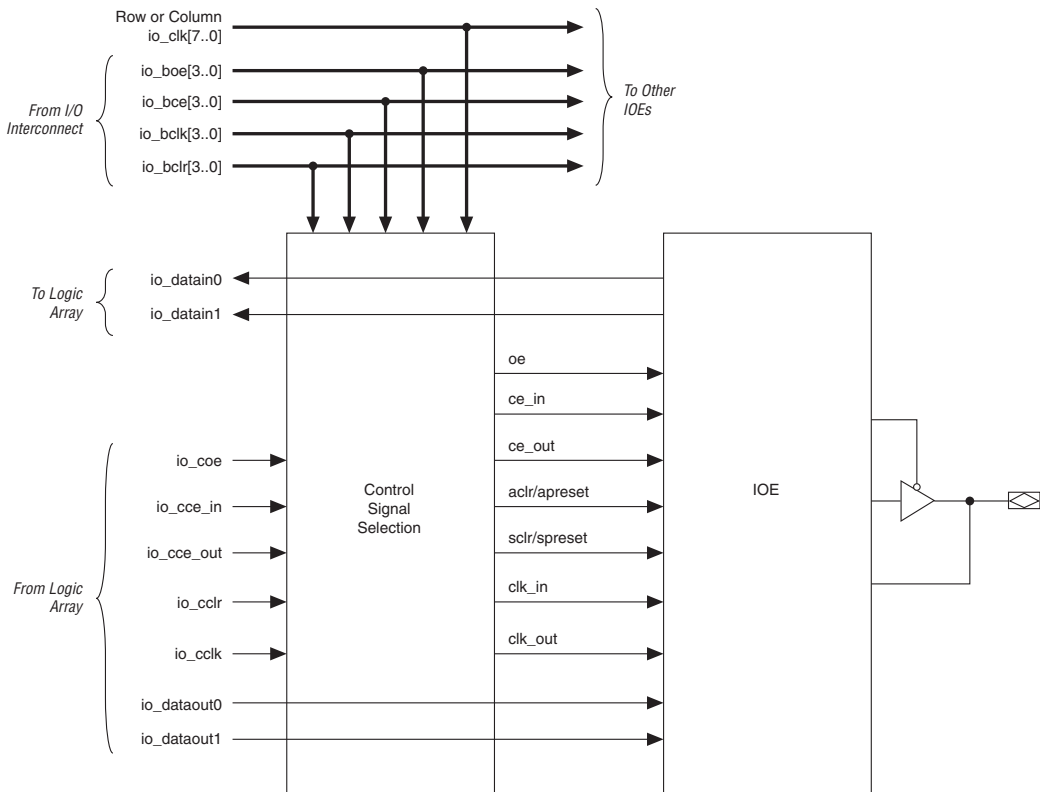 Row or Column
io_clk[7..0]
io_boe[3..0]
io_bce[3..0]
io_bclk[3..0]
io_bclr[3..0]
From I/O
Interconnect
To Other
IOEs
io_datain0
io_datain1
To Logic
Array
oe
ce_in
ce_out
aclr/apreset
sclr/spreset
clk_in
clk_out
io_coe
io_cce_in
io_cce_out
io_cclr
io_cclk
io_dataout0
io_dataout1
From Logic
Array
Control
Signal
Selection
IOE